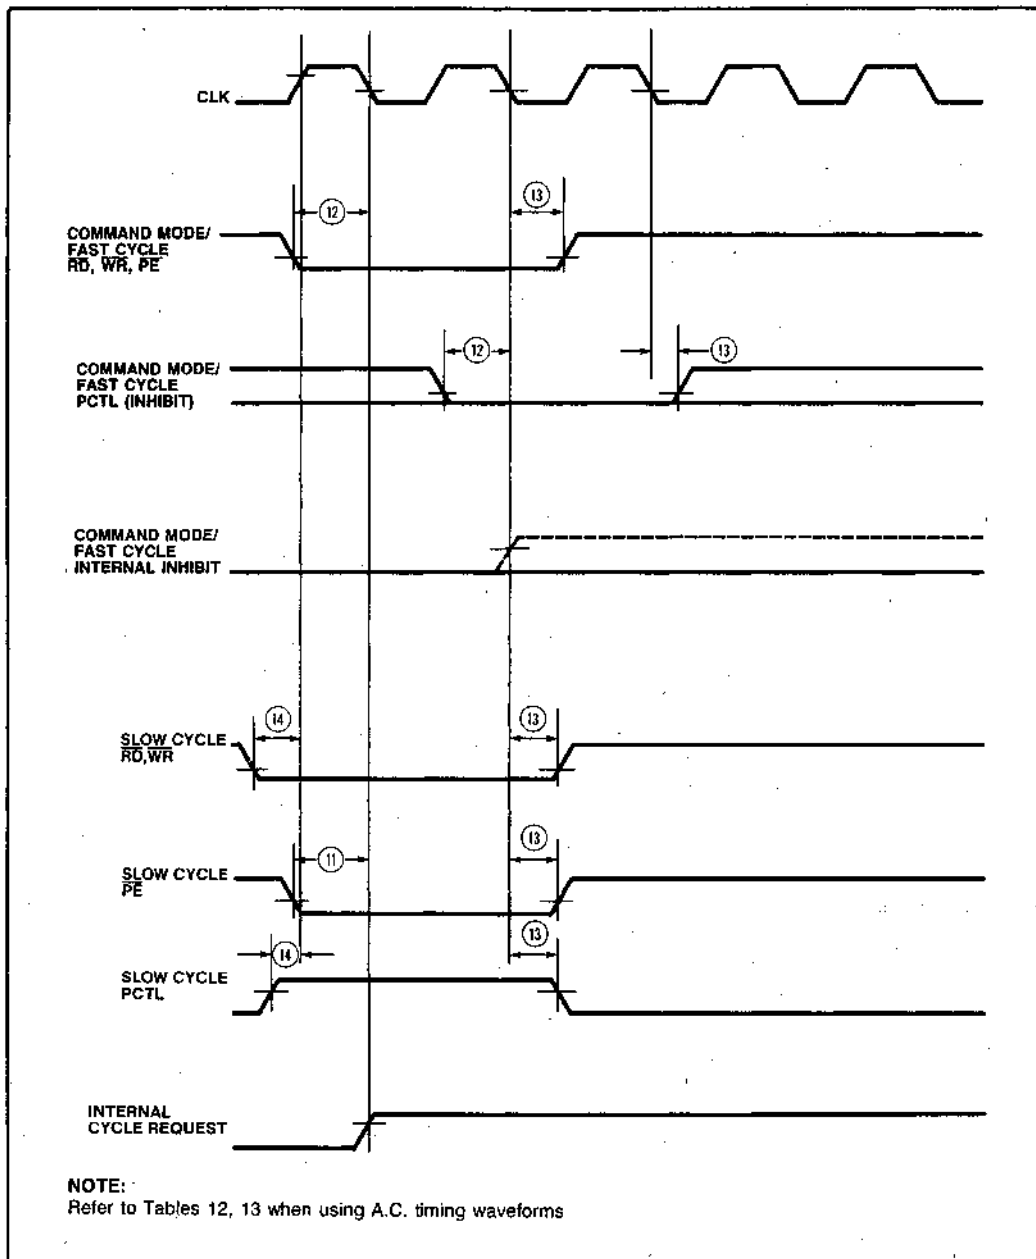 CLK
12
13
COMMAND MODE/
FAST CYCLE
RD, WR, PE
12
13
COMMAND MODE/
FAST CYCLE
PCTL (INHIBIT)
COMMAND MODE/
FAST CYCLE
INTERNAL INHIBIT
14
13
SLOW CYCLE
RD,WR
11
13
SLOW CYCLE
PE
14
13
SLOW CYCLE
PCTL
INTERNAL
CYCLE REQUEST
NOTE:
Refer to Tables 12, 13 when using A.C. timing waveforms